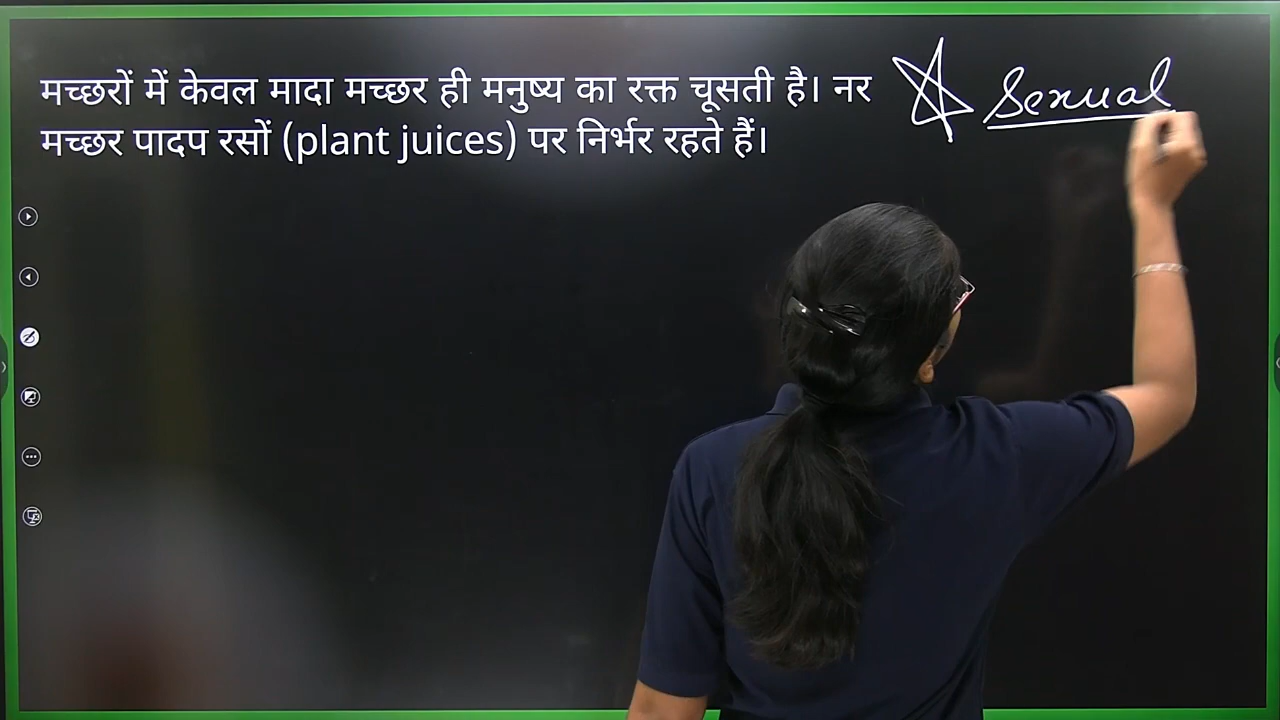 मच्छरों में केवल मादा मच्छर ही मनुष्य का रक्त चूसती है। नर
मच्छर पादप रसों (plant juices) पर निर्भर रहते हैं।
Sexual